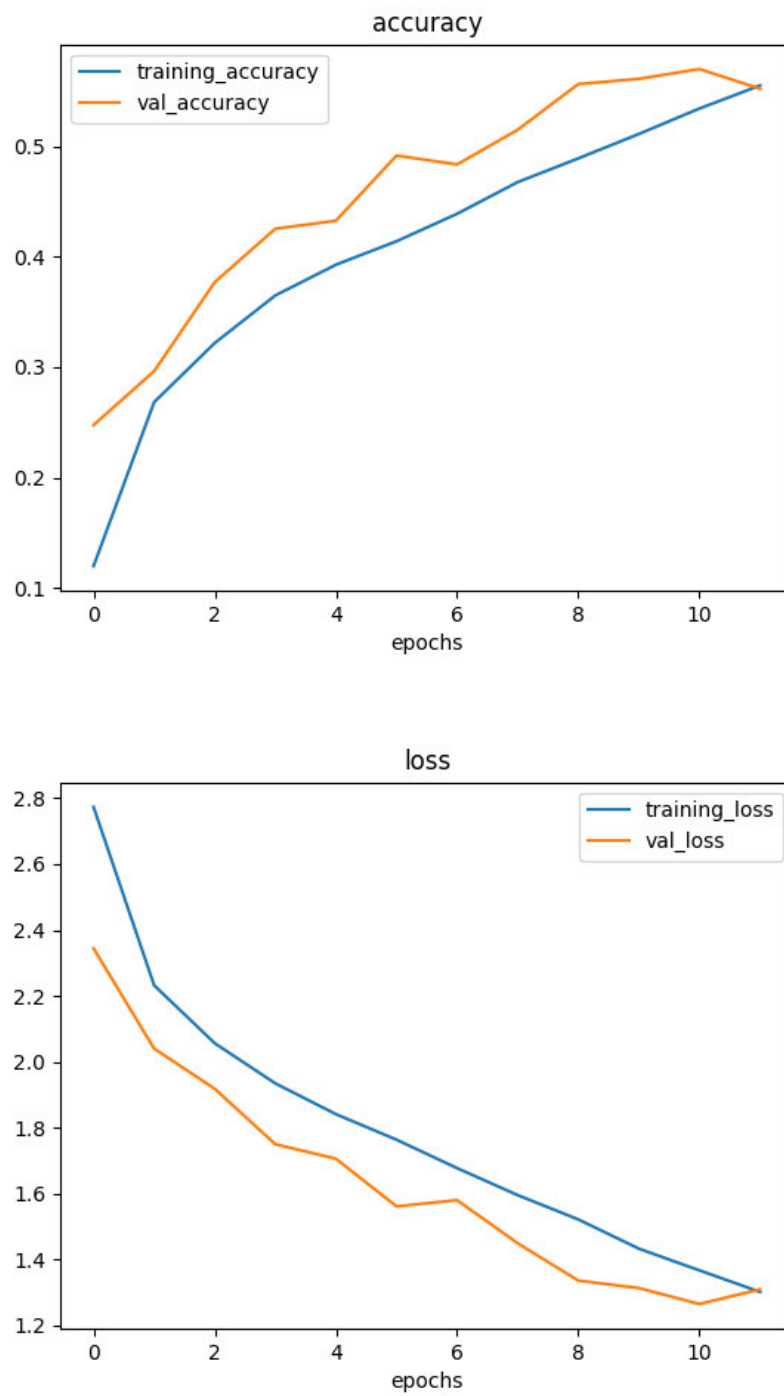 accuracy
training_accuracy
val_accuracy
0.5
0.4
0.3
0.2
0.1
0 2 4 6 8 10
epochs
loss
training_loss
val_loss
2.8
2.6
2.4
2.2
2.0
1.8
1.6
1.4
1.2
0 2 4 6 8 10
epochs